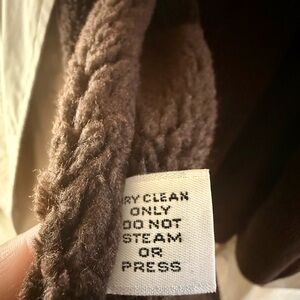 RY CLEAN
ONLY
DO NOT
STEAM
OR
PRESS